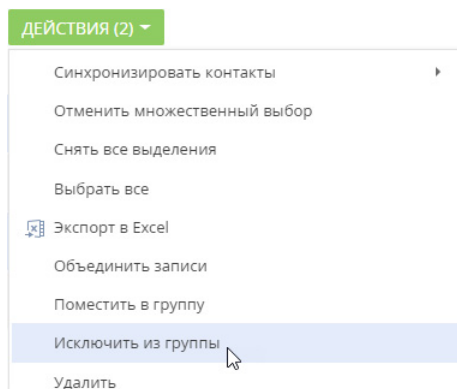 ДЕЙСТВИЯ (2)
Синхронизировать контакты
Отменить множественный выбор
Снять все выделения
Выбрать все
Экспорт в Excel
Объединить записи
Поместить в группу
Исключить из группы
Удалить